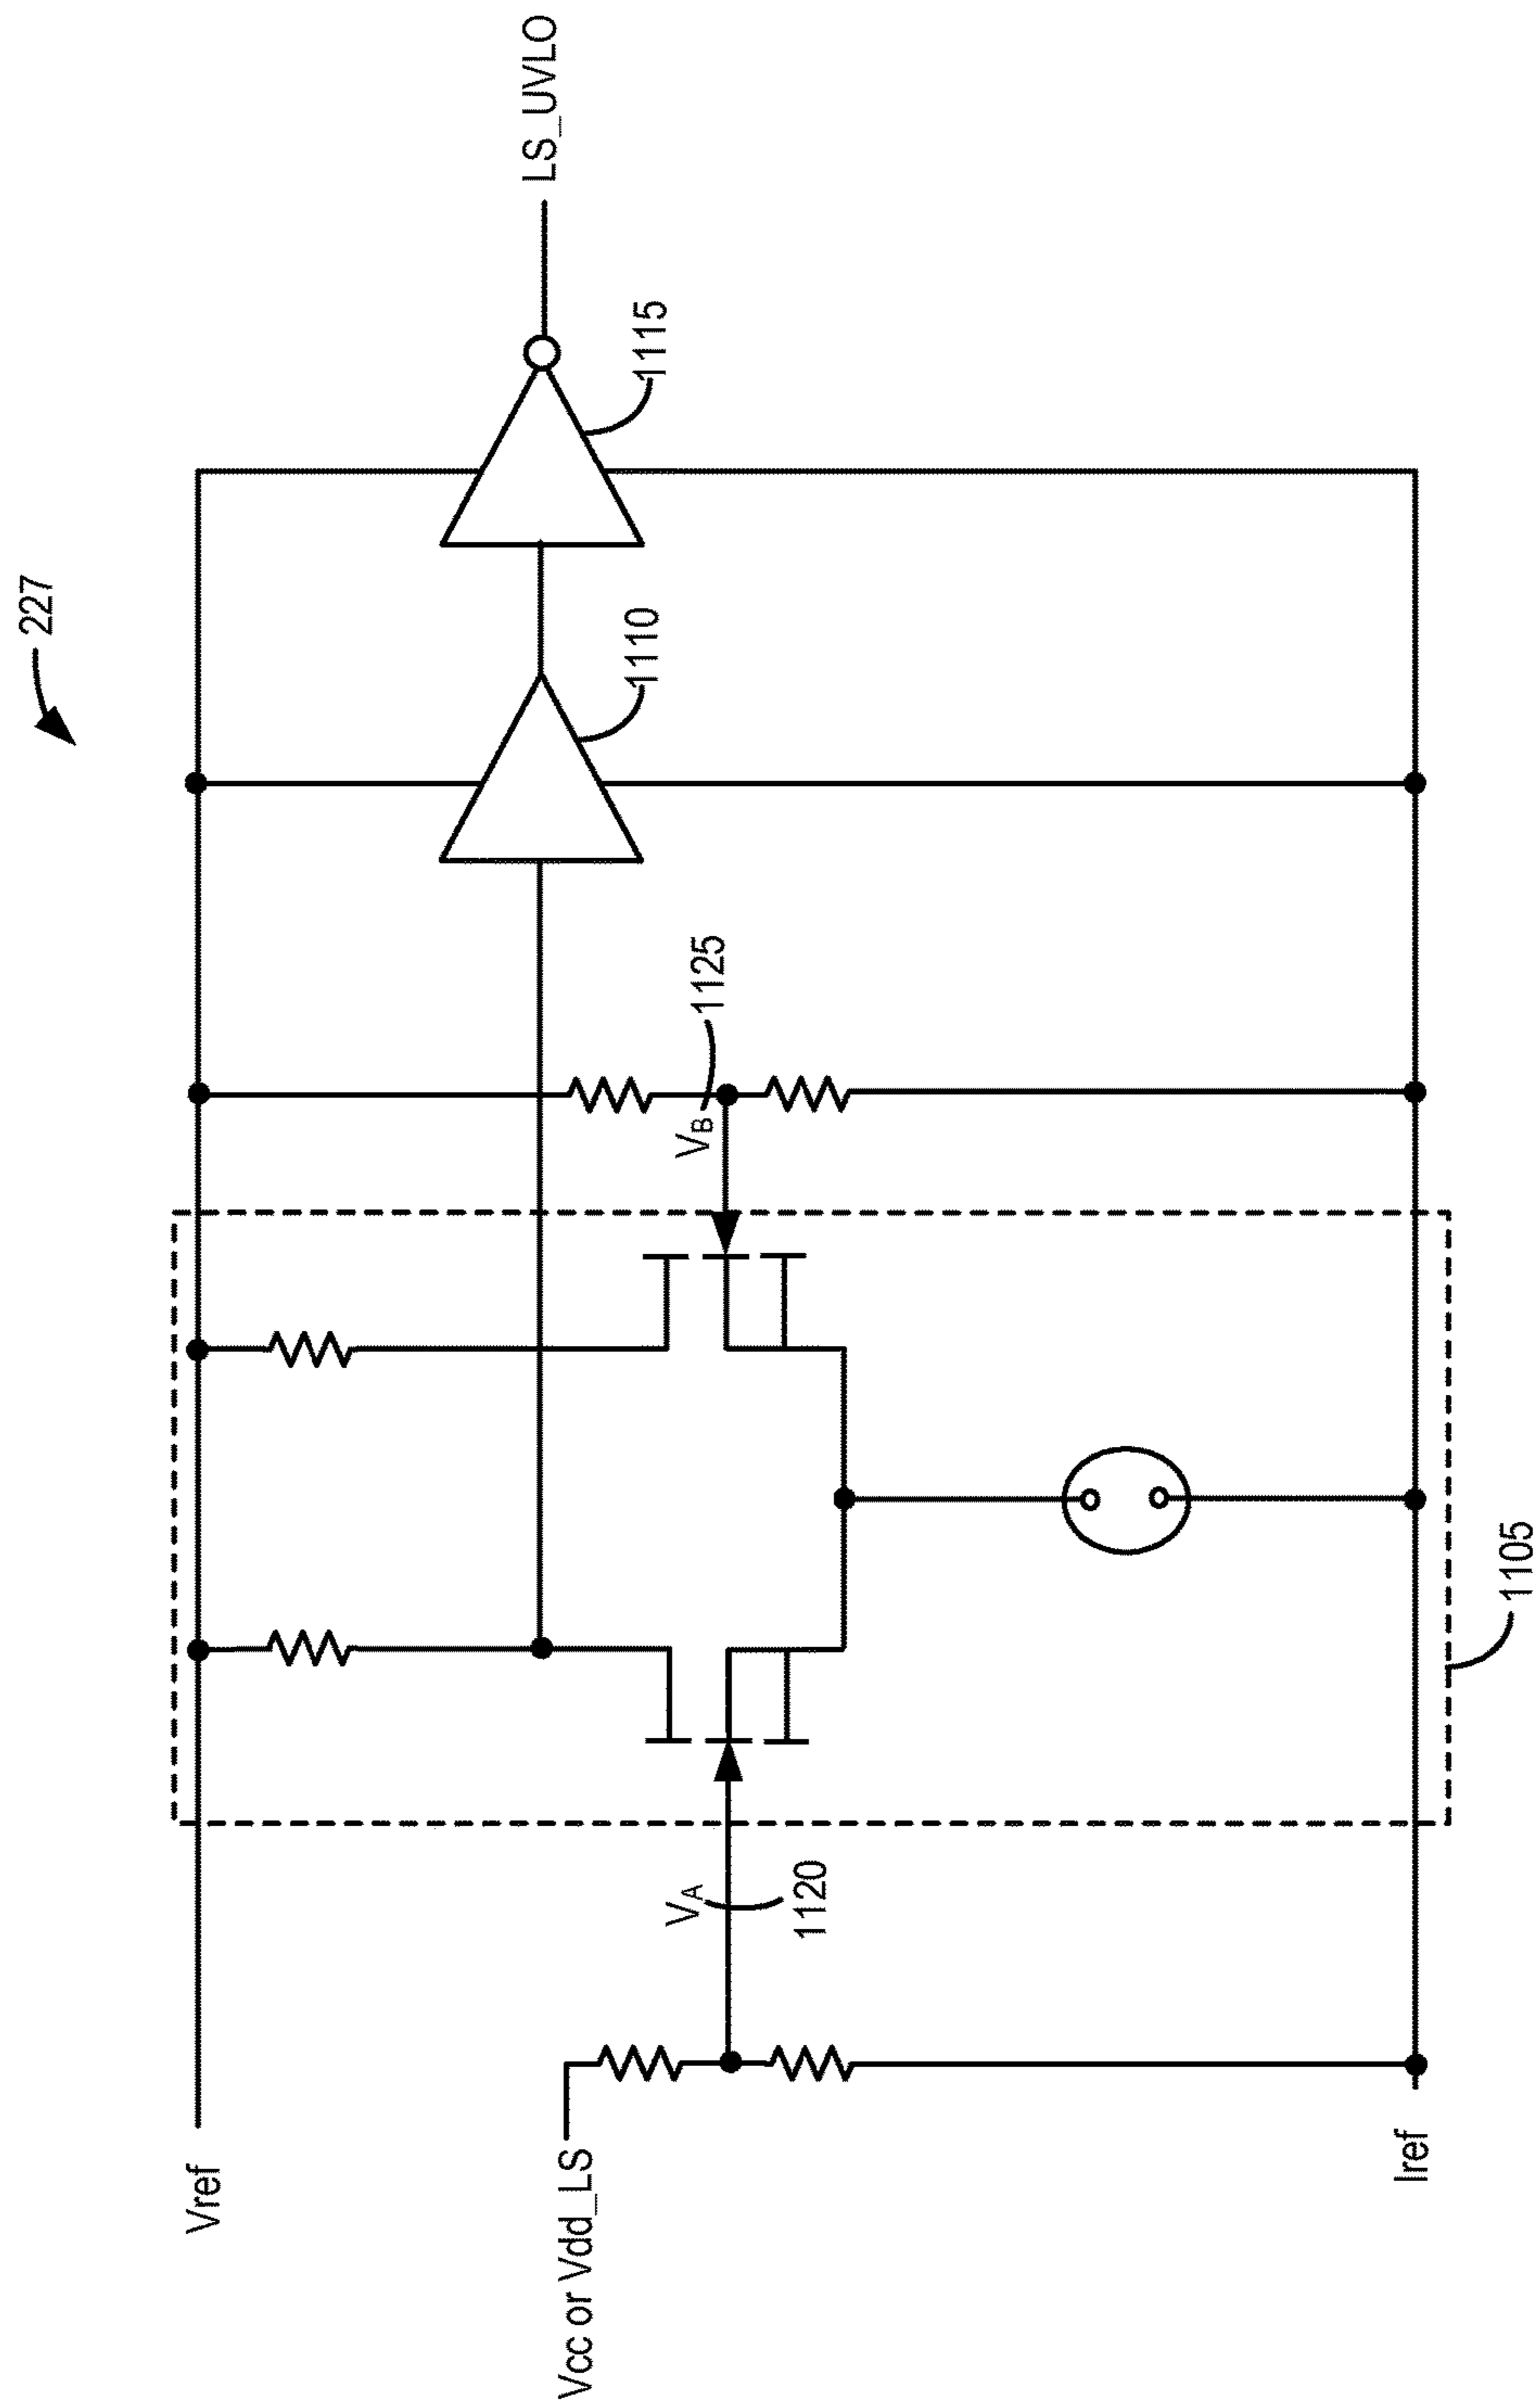 227
Vref
Vcc or Vdd_LS
Iref
VA
1120
1105
VB
1125
1110
1115
LS_UVLO